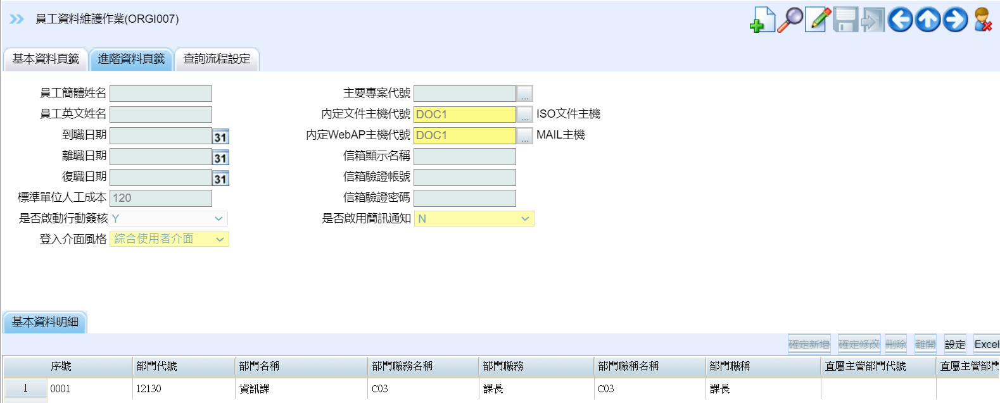 員工資料維護作業(ORGI007)
基本資料頁籤 進階資料頁籤 查詢流程設定
員工簡體姓名 主要專案代號 ...
員工英文姓名 內定文件主機代號 DOC1 ... ISO文件主機
到職日期 31 內定WebAP主機代號 DOC1 ... MAIL主機
離職日期 31 信箱顯示名稱
復職日期 31 信箱驗證帳號
標準單位人工成本 120 信箱驗證密碼
是否啟動行動簽核 Y 是否啟用簡訊通知 N
登入介面風格 綜合使用者介面
基本資料明細
確定新增 確定修改 刪除 離開 設定 Excel
序號 部門代號 部門名稱 部門職務名稱 部門職務 部門職稱名稱 部門職稱 直屬主管部門代號 直屬主管部門
1 0001 12130 資訊課 C03 課長 C03 課長